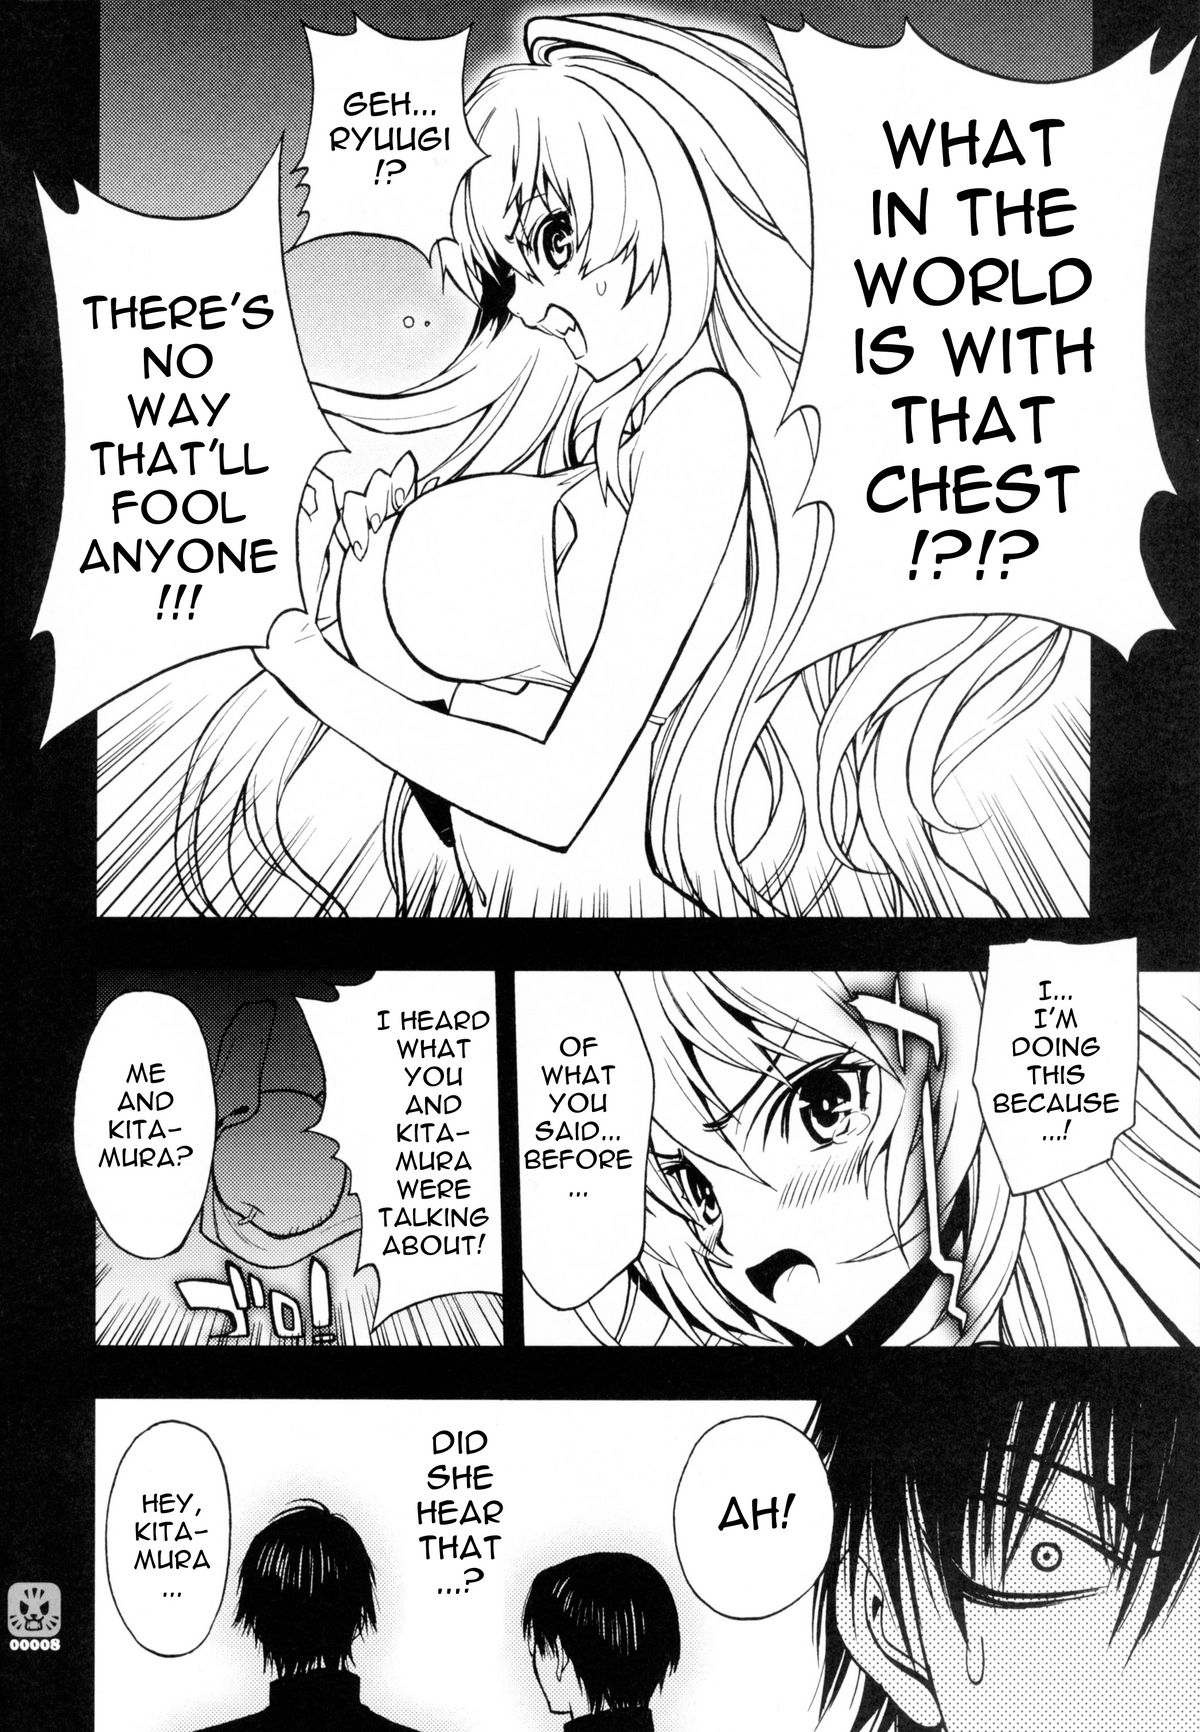 WHAT
IN THE
WORLD
IS WITH
THAT
CHEST
!?!?
GEH...
RYUUGI
!?
THERE'S
NO
WAY
THAT'LL
FOOL
ANYONE
!!!
I...
I'M
DOING
THIS
BECAUSE
...!
OF
WHAT
YOU
SAID...
BEFORE
...
I HEARD
WHAT
YOU
AND
KITA-
MURA
WERE
TALKING
ABOUT!
ME
AND
KITA-
MURA?
ゴロ!
AH!
DID
SHE
HEAR
THAT
...?
HEY,
KITA-
MURA
...
00008